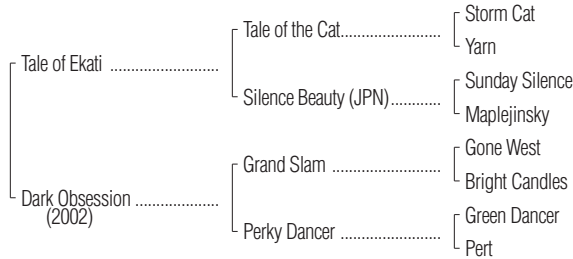 Storm Cat
Tale of the Cat........................
Yarn
Tale of Ekati ...........................
Sunday Silence
Silence Beauty (JPN)............
Maplejinsky
Gone West
Grand Slam ...........................
Bright Candles
Dark Obsession .....................
(2002)
Green Dancer
Perky Dancer .........................
Pert